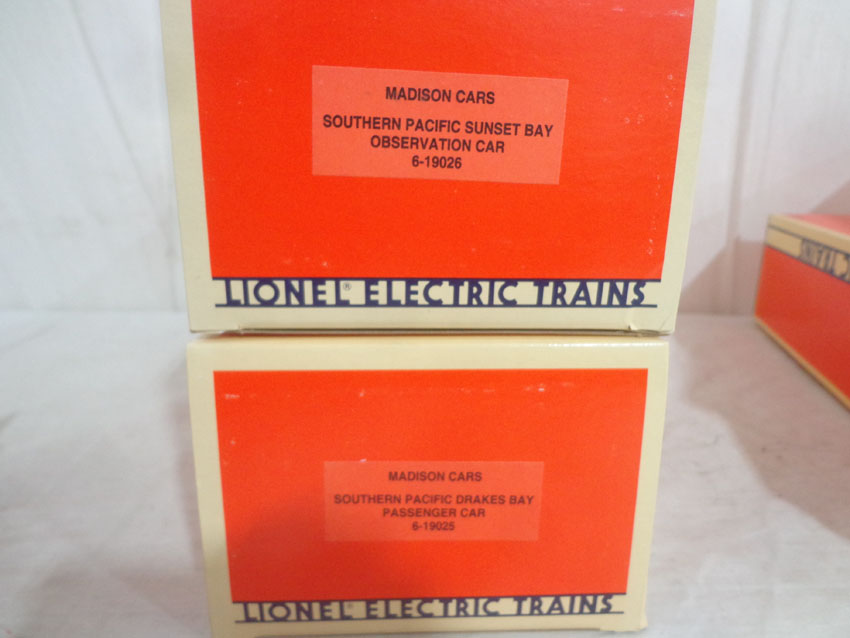 MADISON CARS
SOUTHERN PACIFIC SUNSET BAY
OBSERVATION CAR
6-19026
LIONEL® ELECTRIC TRAINS
MADISON CARS
SOUTHERN PACIFIC DRAKES BAY
PASSENGER CAR
6-19025
LIONEL® ELECTRIC TRAINS